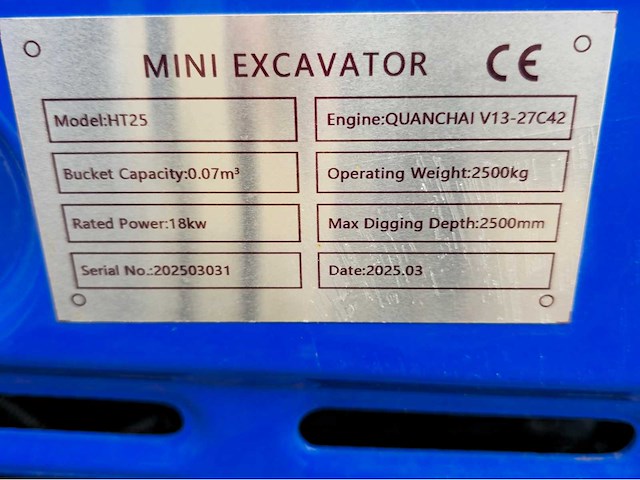 MINI EXCAVATOR CE
Model:HT25
Engine:QUANCHAI V13-27C42
Bucket Capacity:0.07m³
Operating Weight:2500kg
Rated Power:18kw
Max Digging Depth:2500mm
Serial No.:202503031
Date:2025.03